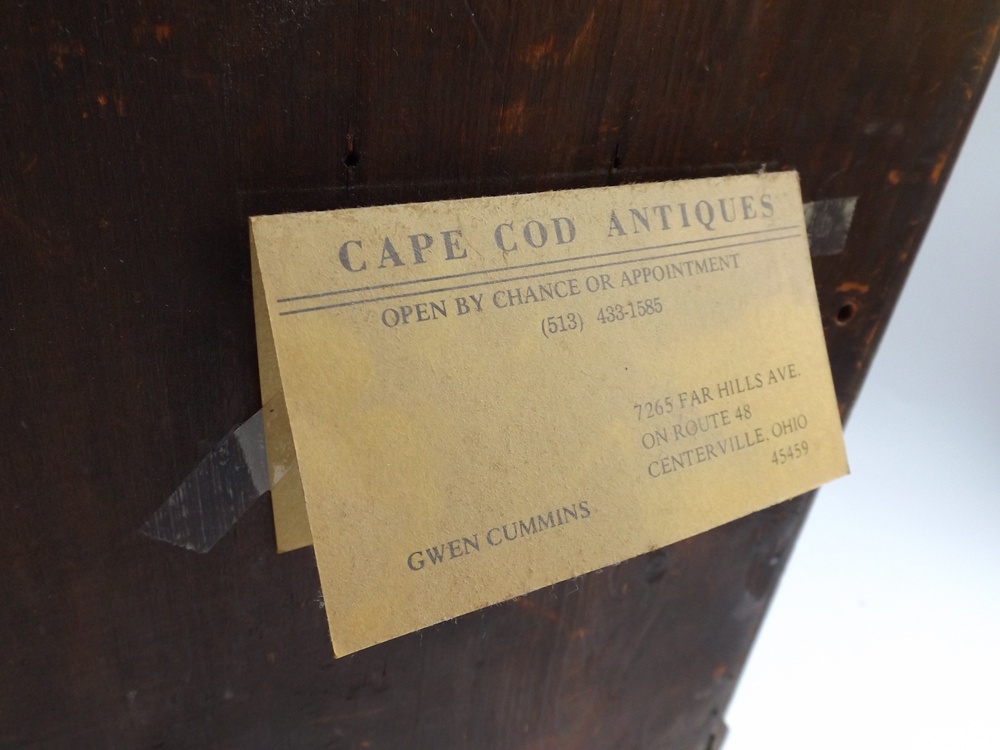 CAPE COD ANTIQUES
OPEN BY CHANCE OR APPOINTMENT
(513) 433-1585
7265 FAR HILLS AVE.
ON ROUTE 48
CENTERVILLE, OHIO
45459
GWEN CUMMINS